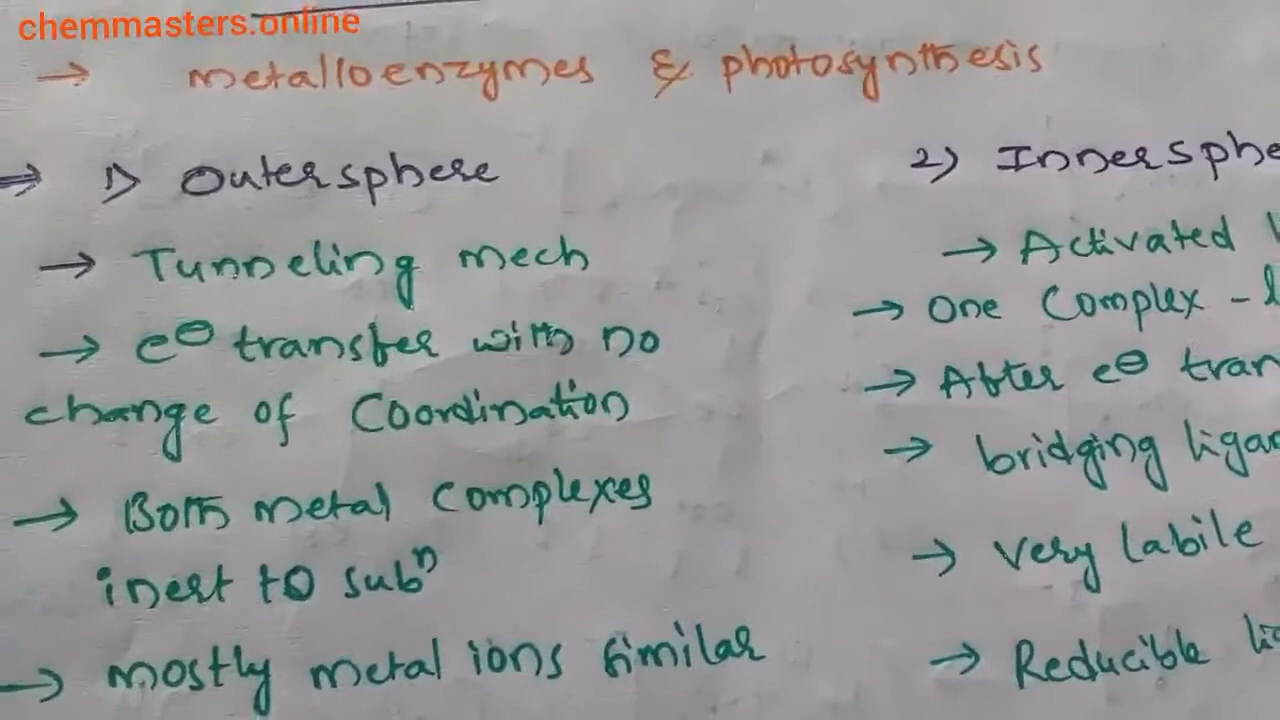 chemmasters.online
→ metalloenzymes & photosynthesis
⇒ 1) Outersphere
→ Tunneling mech
→ e⊖ transfer with no
change of Coordination
→ Both metal complexes
inert to subⁿ
→ mostly metal ions similar
2) Innersphe
→ Activated
→ One Complex -
→ After e⊖ tran
→ bridging ligan
→ very labile
→ Reducible